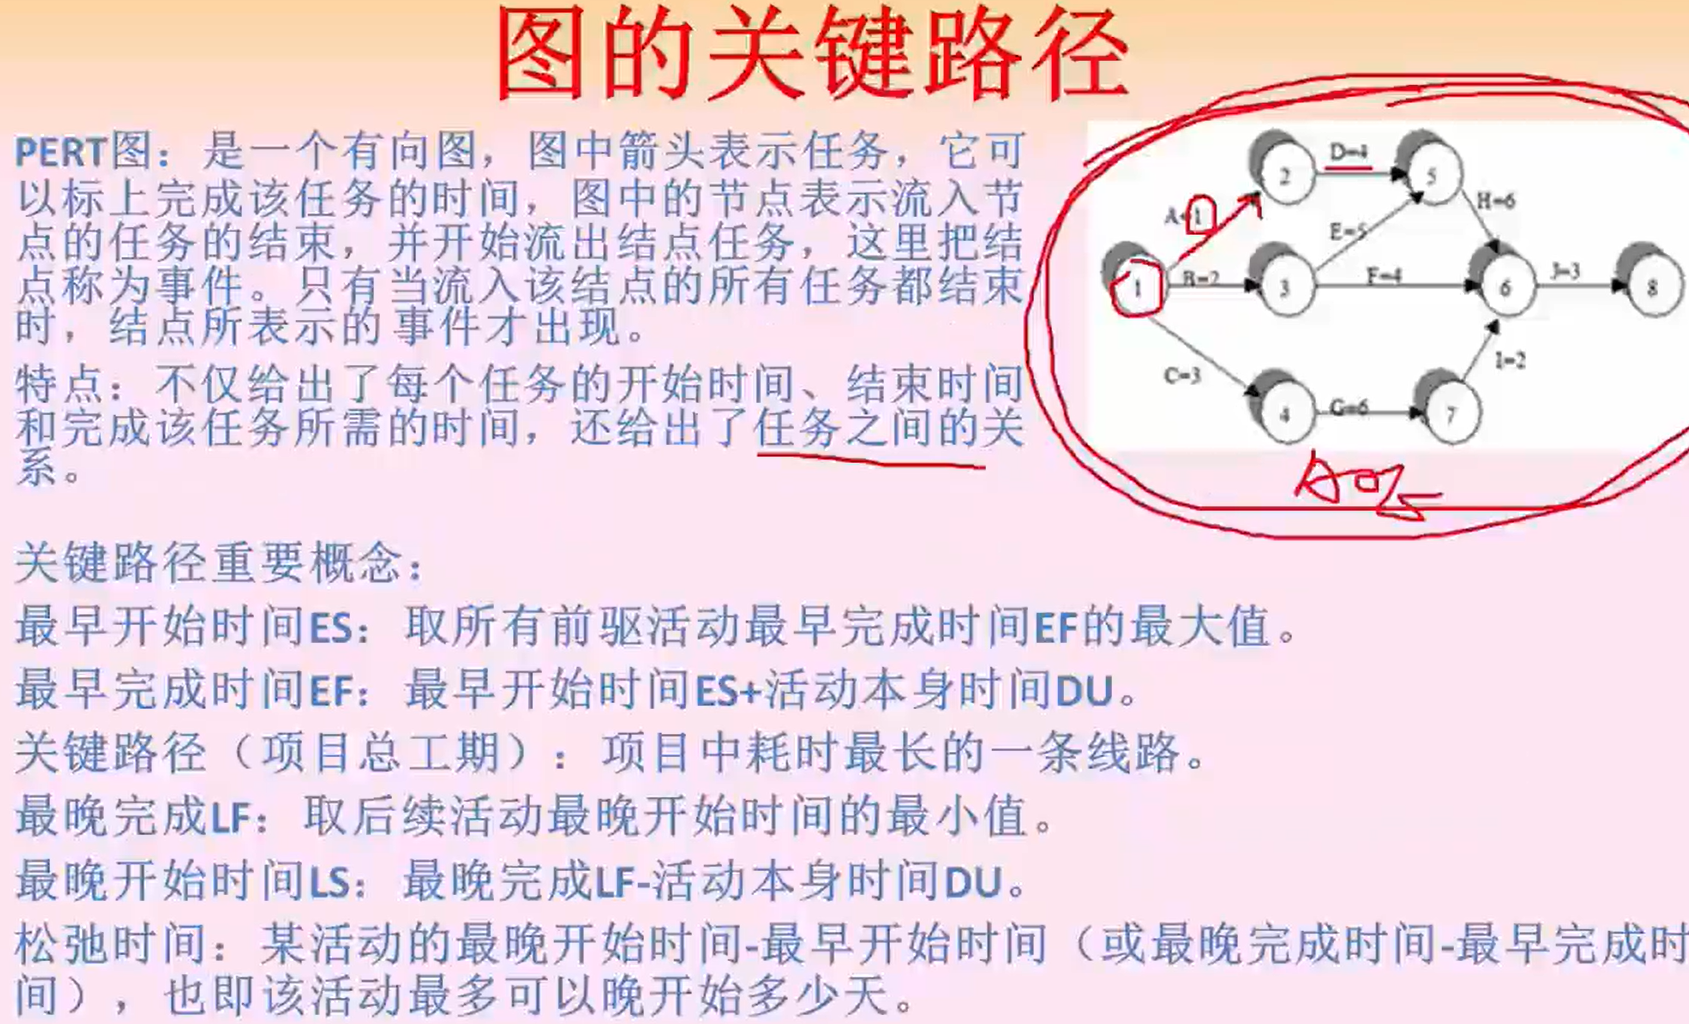 图的关键路径
PERT图：是一个有向图，图中箭头表示任务，它可
以标上完成该任务的时间，图中的节点表示流入节
点的任务的结束，并开始流出结点任务，这里把结
点称为事件。只有当流入该结点的所有任务都结束
时，结点所表示的事件才出现。
特点：不仅给出了每个任务的开始时间、结束时间
和完成该任务所需的时间，还给出了任务之间的关
系。
2
D=4
5
A=1
H=6
E=5
1
B=2
3
F=4
6
J=3
8
C=3
I=2
4
G=6
7
关键路径重要概念：
最早开始时间ES：取所有前驱活动最早完成时间EF的最大值。
最早完成时间EF：最早开始时间ES+活动本身时间DU。
关键路径（项目总工期）：项目中耗时最长的一条线路。
最晚完成LF：取后续活动最晚开始时间的最小值。
最晚开始时间LS：最晚完成LF-活动本身时间DU。
松弛时间：某活动的最晚开始时间-最早开始时间（或最晚完成时间-最早完成时
间），也即该活动最多可以晚开始多少天。